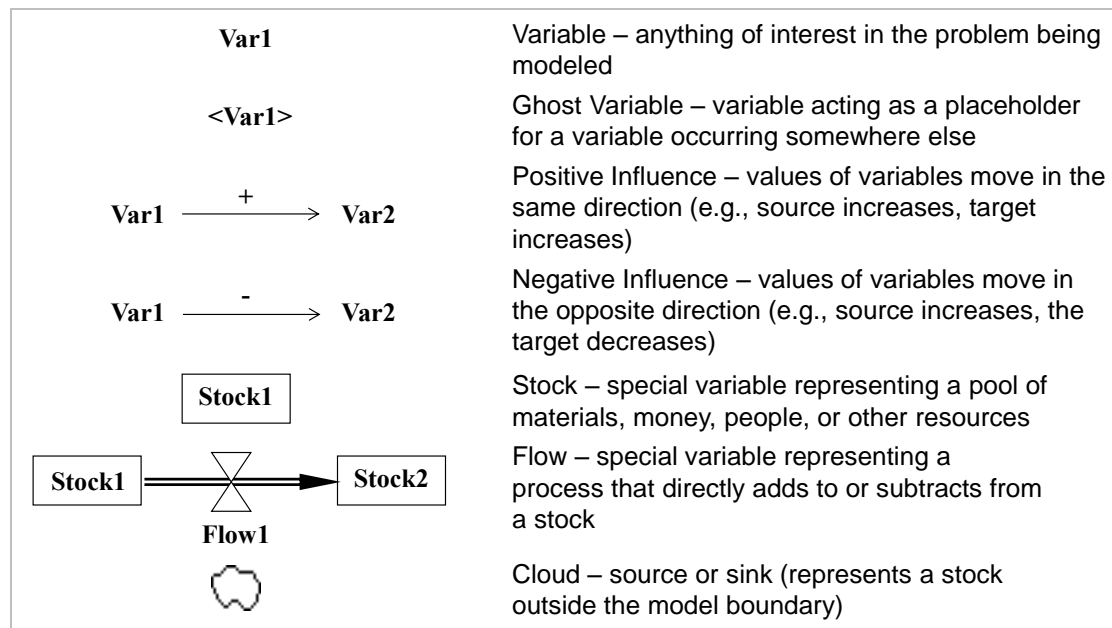 Var1
Variable – anything of interest in the problem being
modeled
<Var1>
Ghost Variable – variable acting as a placeholder
for a variable occurring somewhere else
Var1 + Var2
Positive Influence – values of variables move in the
same direction (e.g., source increases, target
increases)
Var1 - Var2
Negative Influence – values of variables move in
the opposite direction (e.g., source increases, the
target decreases)
Stock1
Stock – special variable representing a pool of
materials, money, people, or other resources
Stock1 Stock2
Flow1
Flow – special variable representing a
process that directly adds to or subtracts from
a stock
Cloud – source or sink (represents a stock
outside the model boundary)